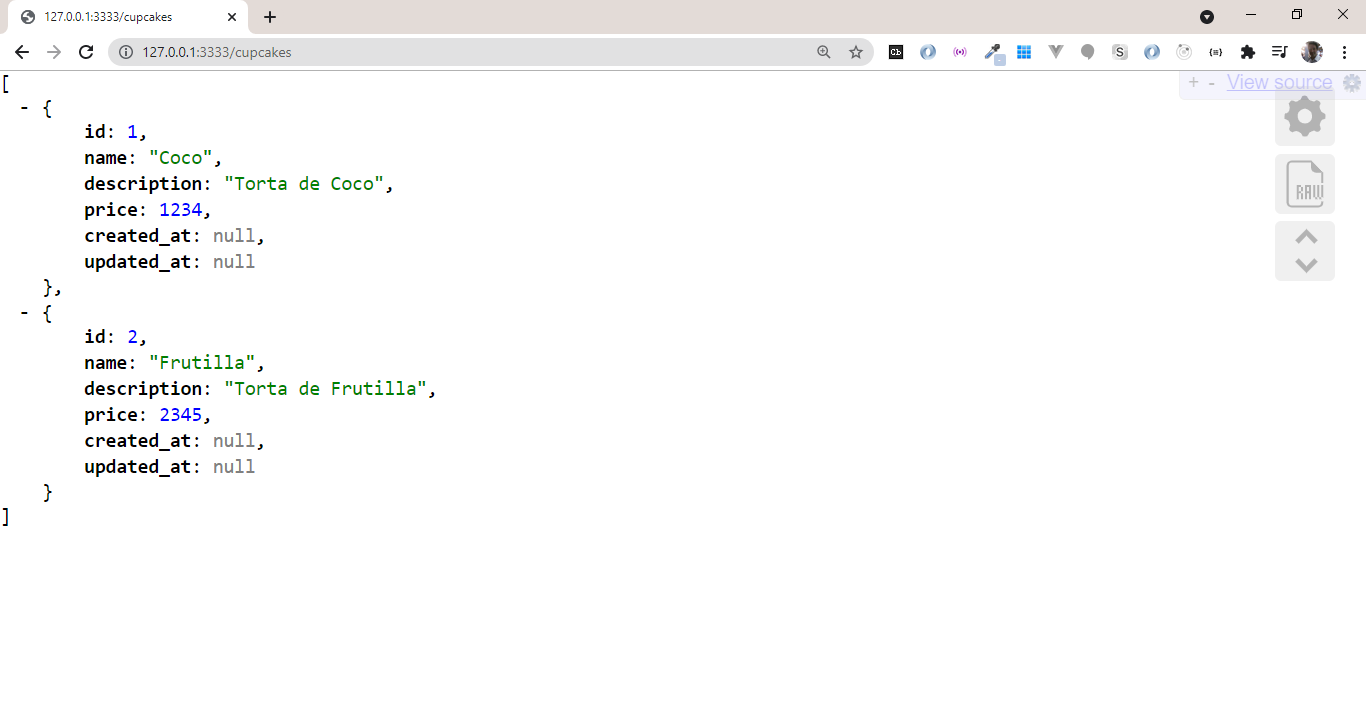 127.0.0.1:3333/cupcakes
127.0.0.1:3333/cupcakes
Cb
S
[
+ - View source
- {
id: 1,
name: "Coco",
description: "Torta de Coco",
price: 1234,
created_at: null,
updated_at: null
},
RAW
- {
id: 2,
name: "Frutilla",
description: "Torta de Frutilla",
price: 2345,
created_at: null,
updated_at: null
}
]